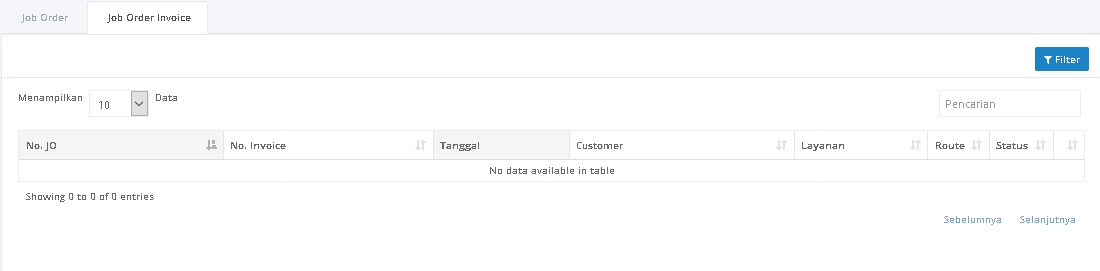 Job Order Job Order Invoice
Filter
Menampilkan 10 Data Pencarian
No. JO No. Invoice Tanggal Customer Layanan Route Status
No data available in table
Showing 0 to 0 of 0 entries
Sebelumnya Selanjutnya